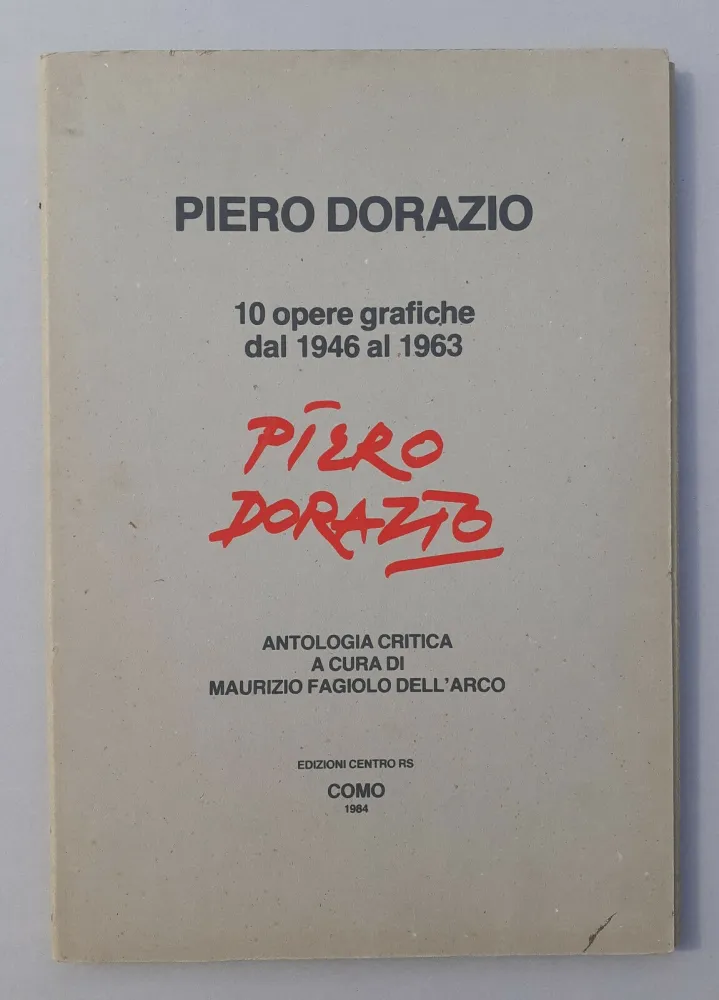 PIERO DORAZIO
10 opere grafiche
dal 1946 al 1963
PIERO
DORAZIO
ANTOLOGIA CRITICA
A CURA DI
MAURIZIO FAGIOLO DELL'ARCO
EDIZIONI CENTRO RS
COMO
1984